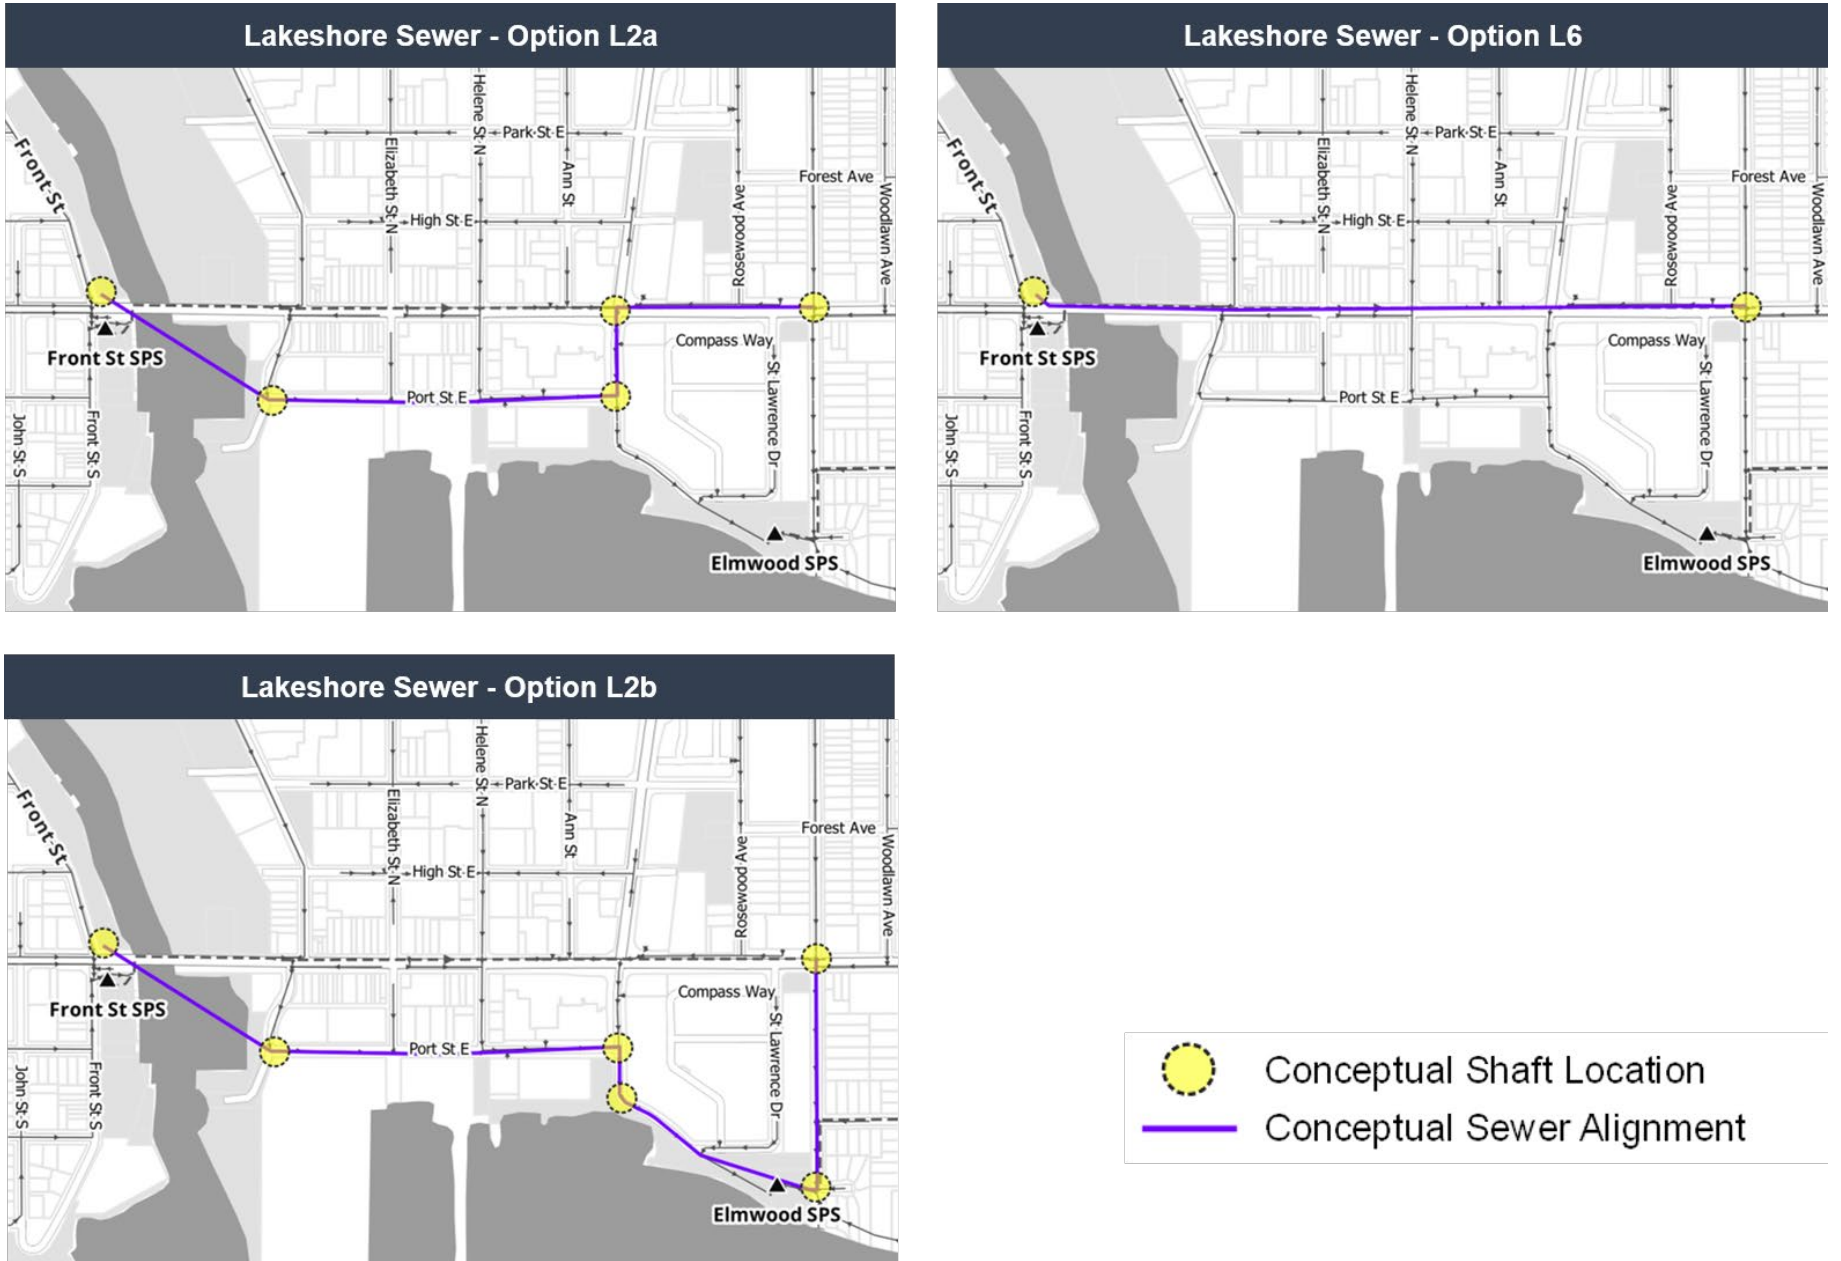 Lakeshore Sewer - Option L2a
Helene St N
Park St E
Elizabeth St N
Ann St
Front St
Forest Ave
Rosewood Ave
Woodlawn Ave
High St E
Compass Way
Front St SPS
St Lawrence Dr
Port St E
John St S
Front St S
Elmwood SPS
Lakeshore Sewer - Option L6
Helene St N
Park St E
Elizabeth St N
Ann St
Front St
Forest Ave
Rosewood Ave
Woodlawn Ave
High St E
Compass Way
Front St SPS
St Lawrence Dr
Port St E
John St S
Front St S
Elmwood SPS
Lakeshore Sewer - Option L2b
Helene St N
Park St E
Elizabeth St N
Ann St
Front St
Forest Ave
Rosewood Ave
Woodlawn Ave
High St E
Compass Way
Front St SPS
St Lawrence Dr
Port St E
John St S
Front St S
Elmwood SPS
Conceptual Shaft Location
Conceptual Sewer Alignment